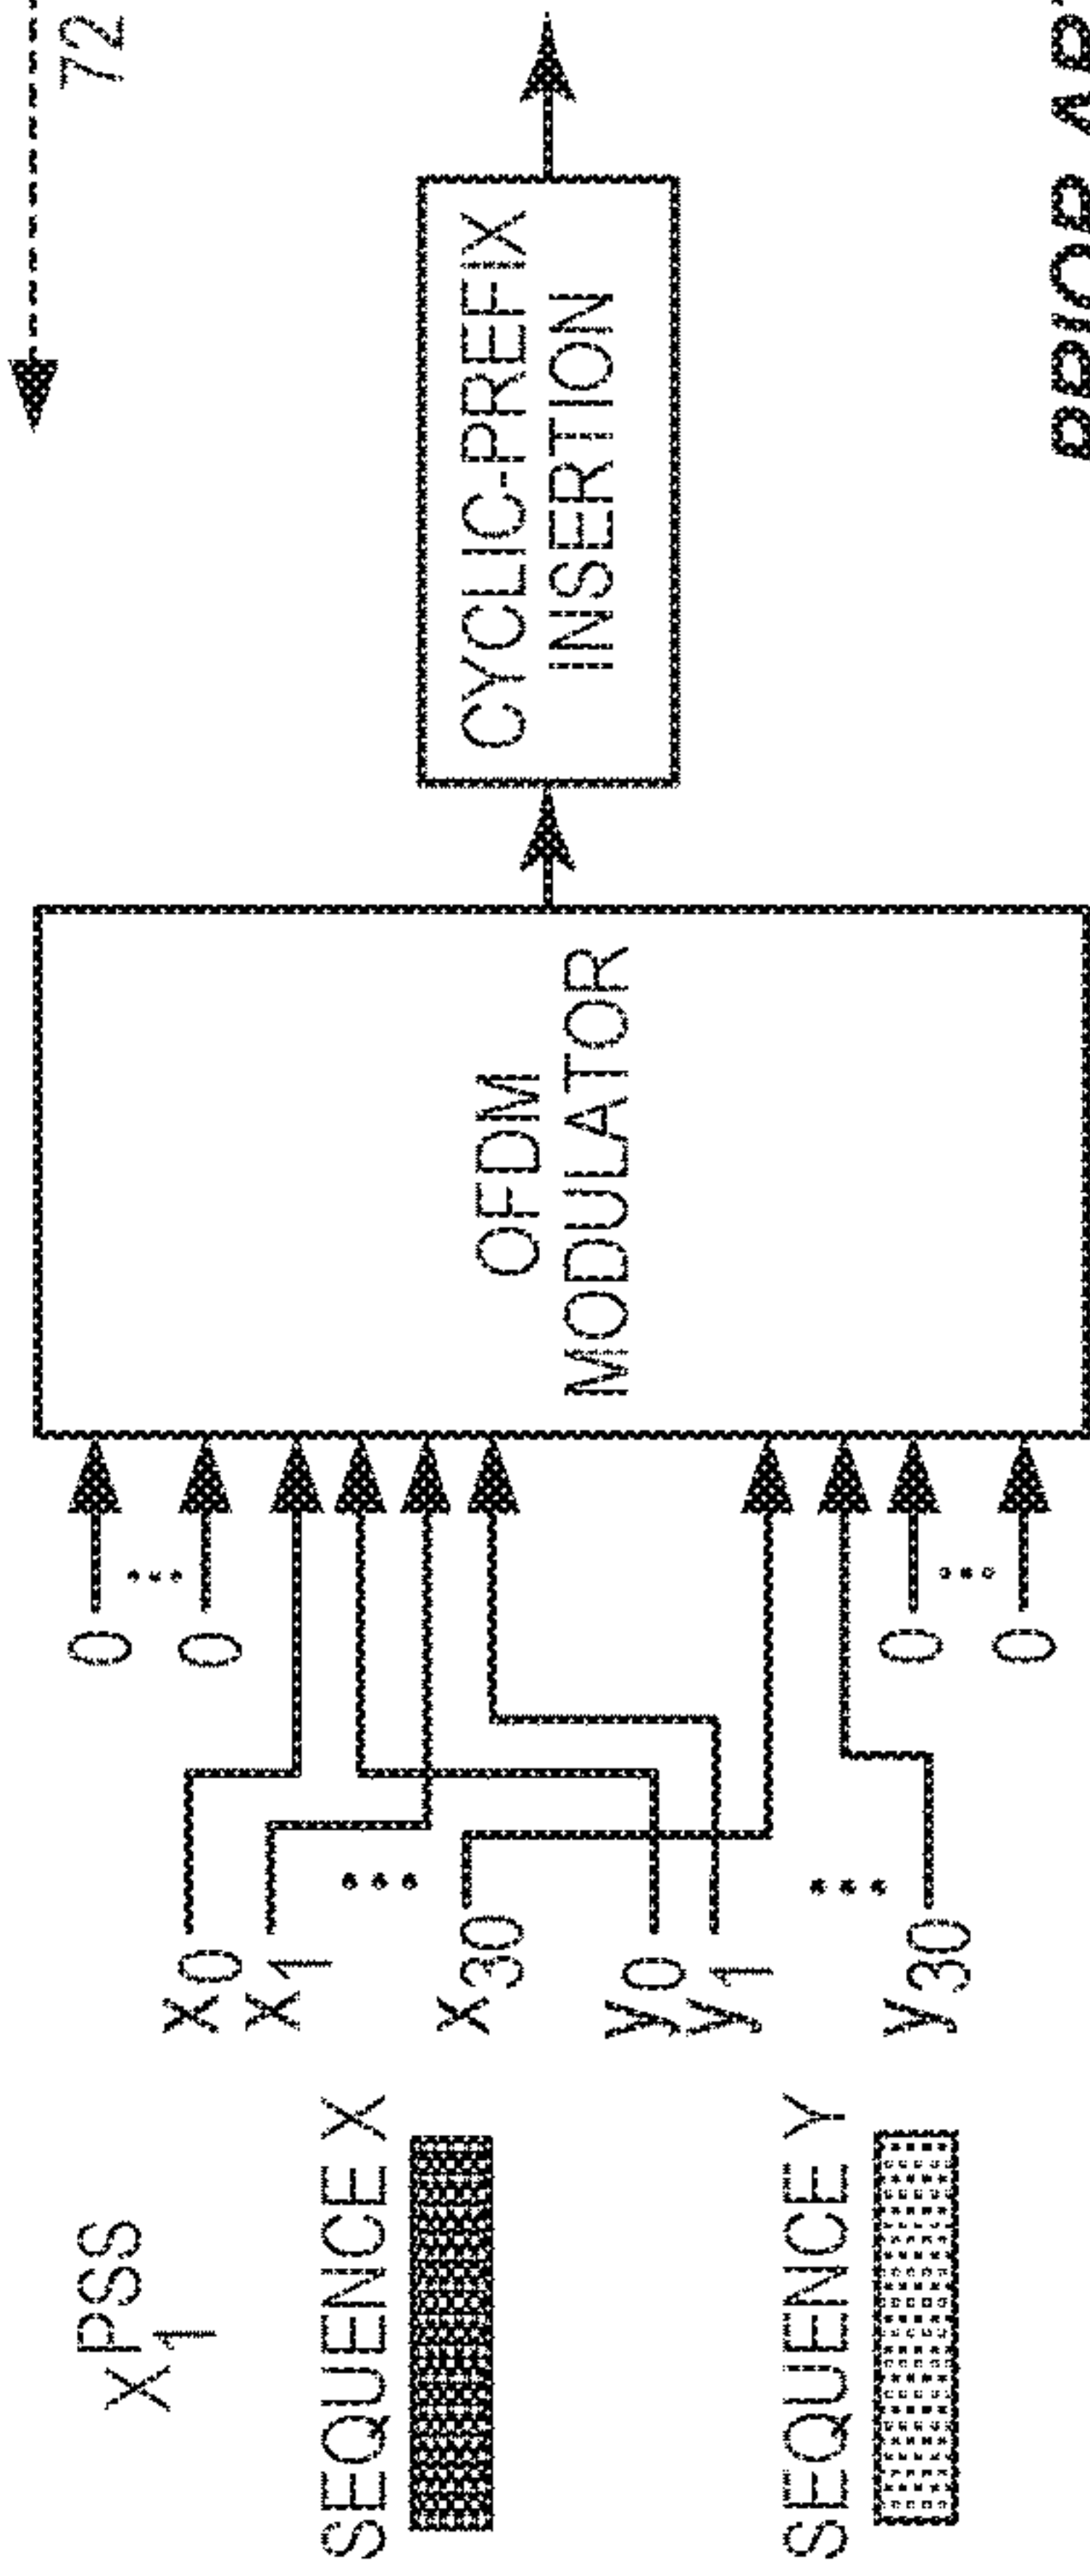 X₁ᴾˢˢ
SEQUENCE X
SEQUENCE Y
x₀
x₁
...
x₃₀
y₀
y₁
...
y₃₀
0
...
0
0
...
0
OFDM
MODULATOR
CYCLIC-PREFIX
INSERTION
72
PRIOR